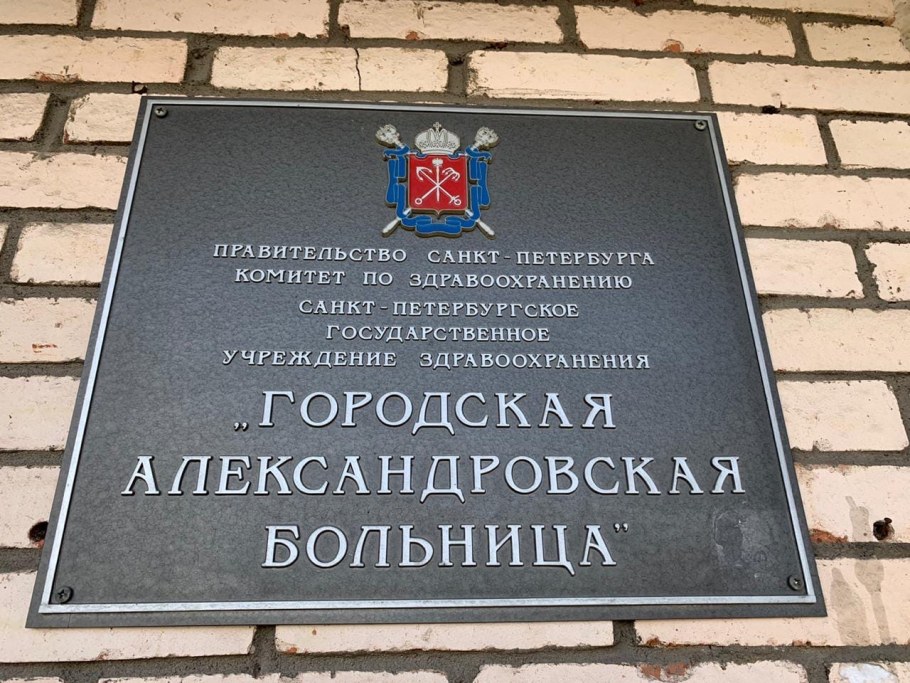 ПРАВИТЕЛЬСТВО САНКТ-ПЕТЕРБУРГА
КОМИТЕТ ПО ЗДРАВООХРАНЕНИЮ
САНКТ-ПЕТЕРБУРГСКОЕ
ГОСУДАРСТВЕННОЕ
УЧРЕЖДЕНИЕ ЗДРАВООХРАНЕНИЯ
„ГОРОДСКАЯ
АЛЕКСАНДРОВСКАЯ
БОЛЬНИЦА”